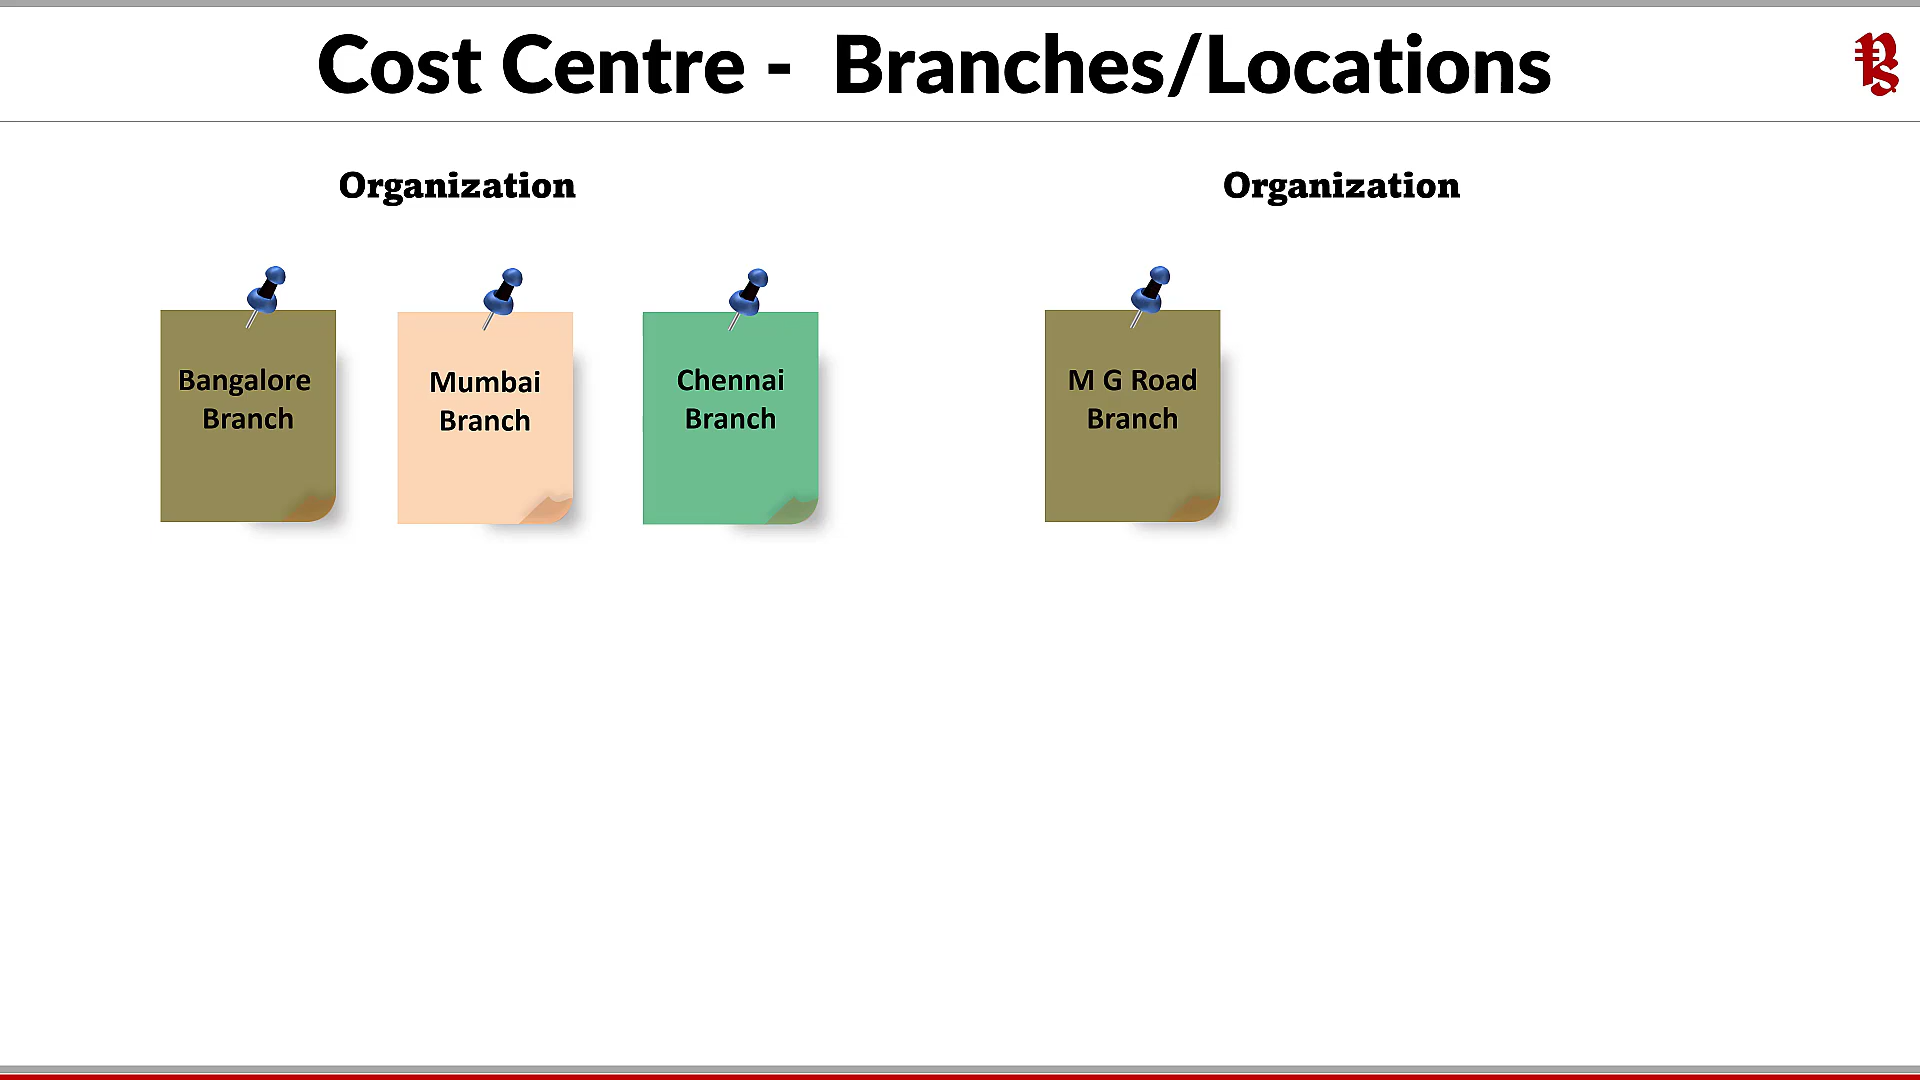 Cost Centre - Branches/Locations
Organization
Bangalore
Branch
Mumbai
Branch
Chennai
Branch
Organization
M G Road
Branch